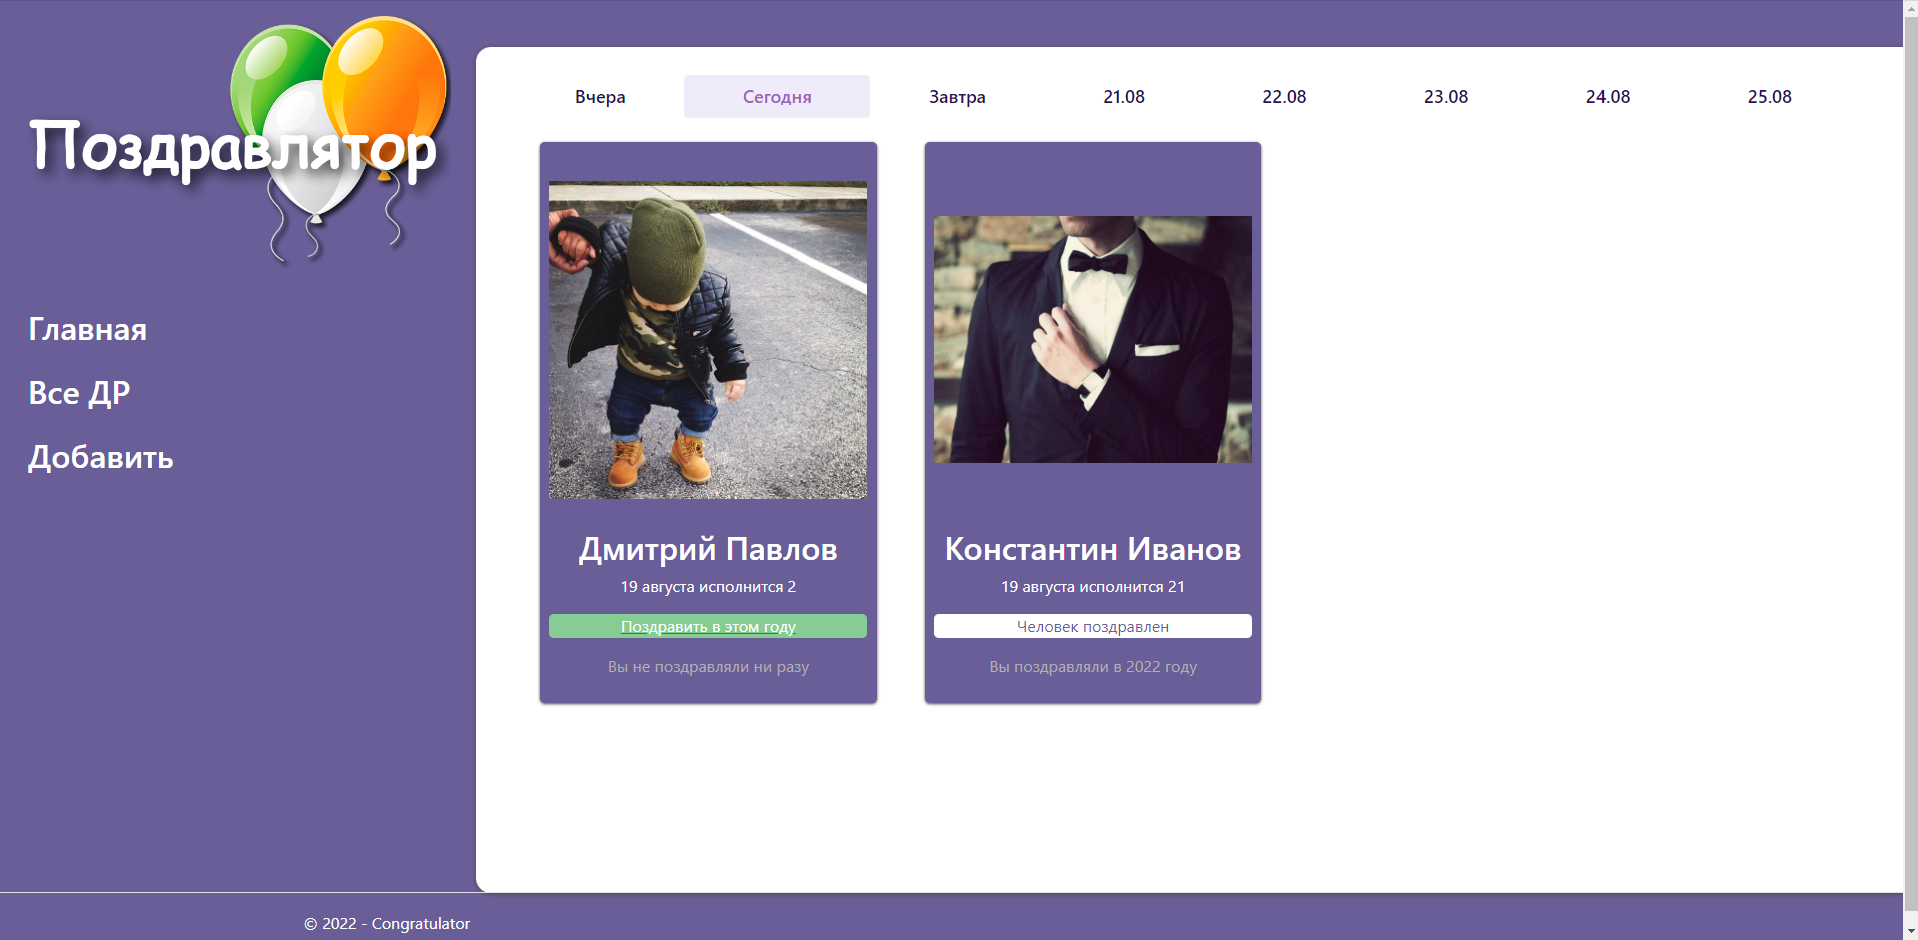 Поздравлятор
Главная
Все ДР
Добавить
Вчера Сегодня Завтра 21.08 22.08 23.08 24.08 25.08
Дмитрий Павлов
19 августа исполнится 2
Поздравить в этом году
Вы не поздравляли ни разу
Константин Иванов
19 августа исполнится 21
Человек поздравлен
Вы поздравляли в 2022 году
© 2022 - Congratulator